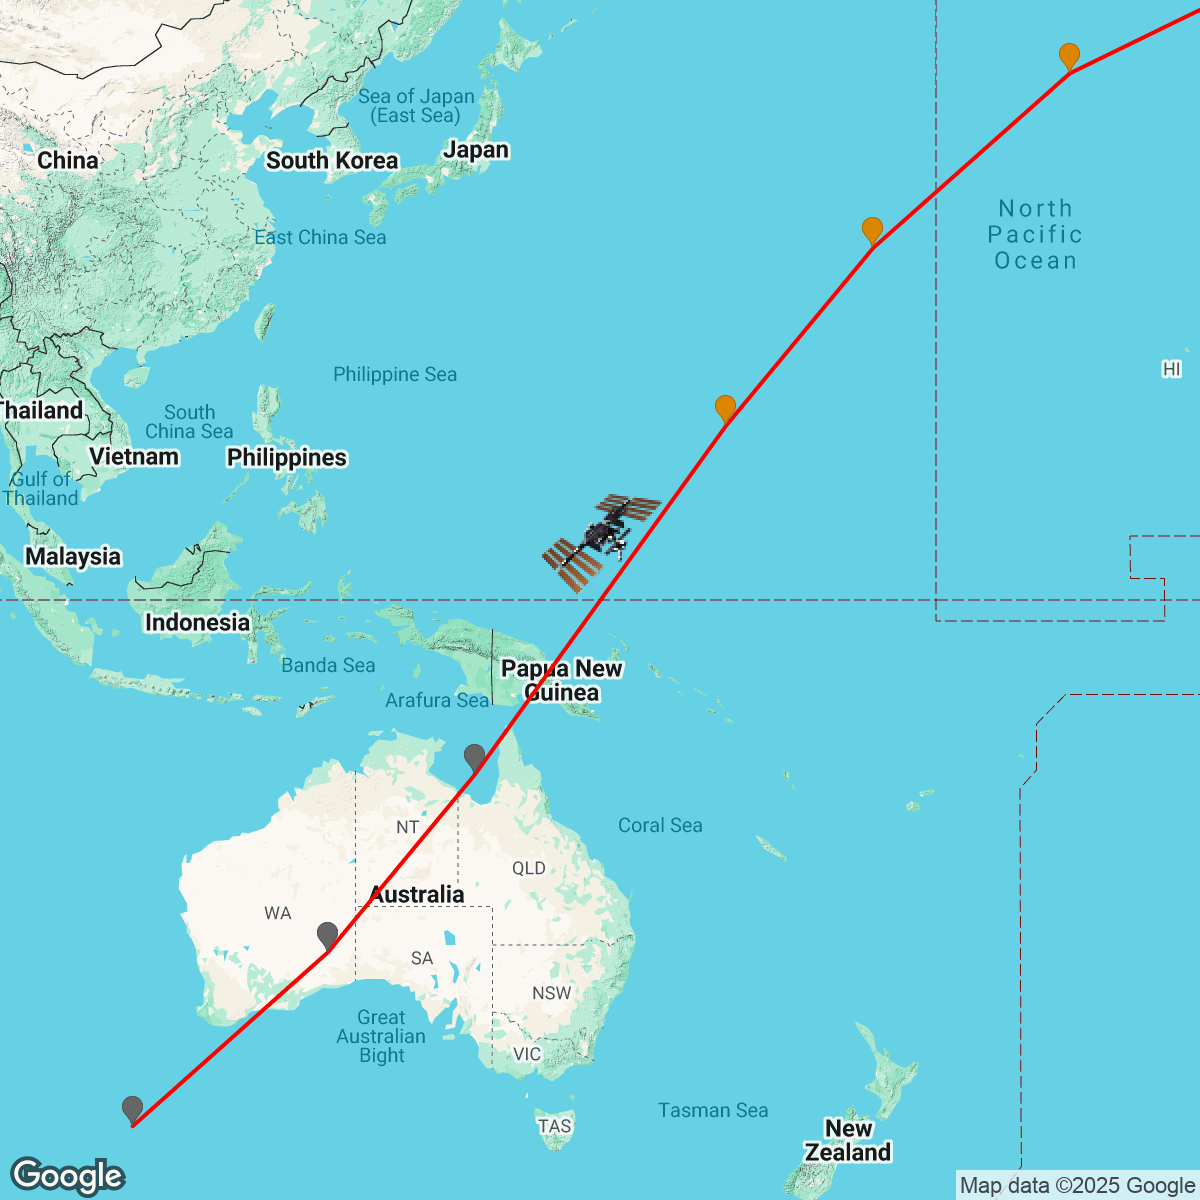 Sea of Japan
(East Sea)
China
South Korea
Japan
North
Pacific
Ocean
East China Sea
HI
Philippine Sea
Thailand
South
China Sea
Vietnam
Philippines
Gulf of
Thailand
Malaysia
Indonesia
Banda Sea
Papua New
Guinea
Arafura Sea
NT
Coral Sea
QLD
Australia
WA
SA
NSW
Great
Australian
Bight
VIC
TAS
Tasman Sea
New
Zealand
Google
Map data ©2025 Google